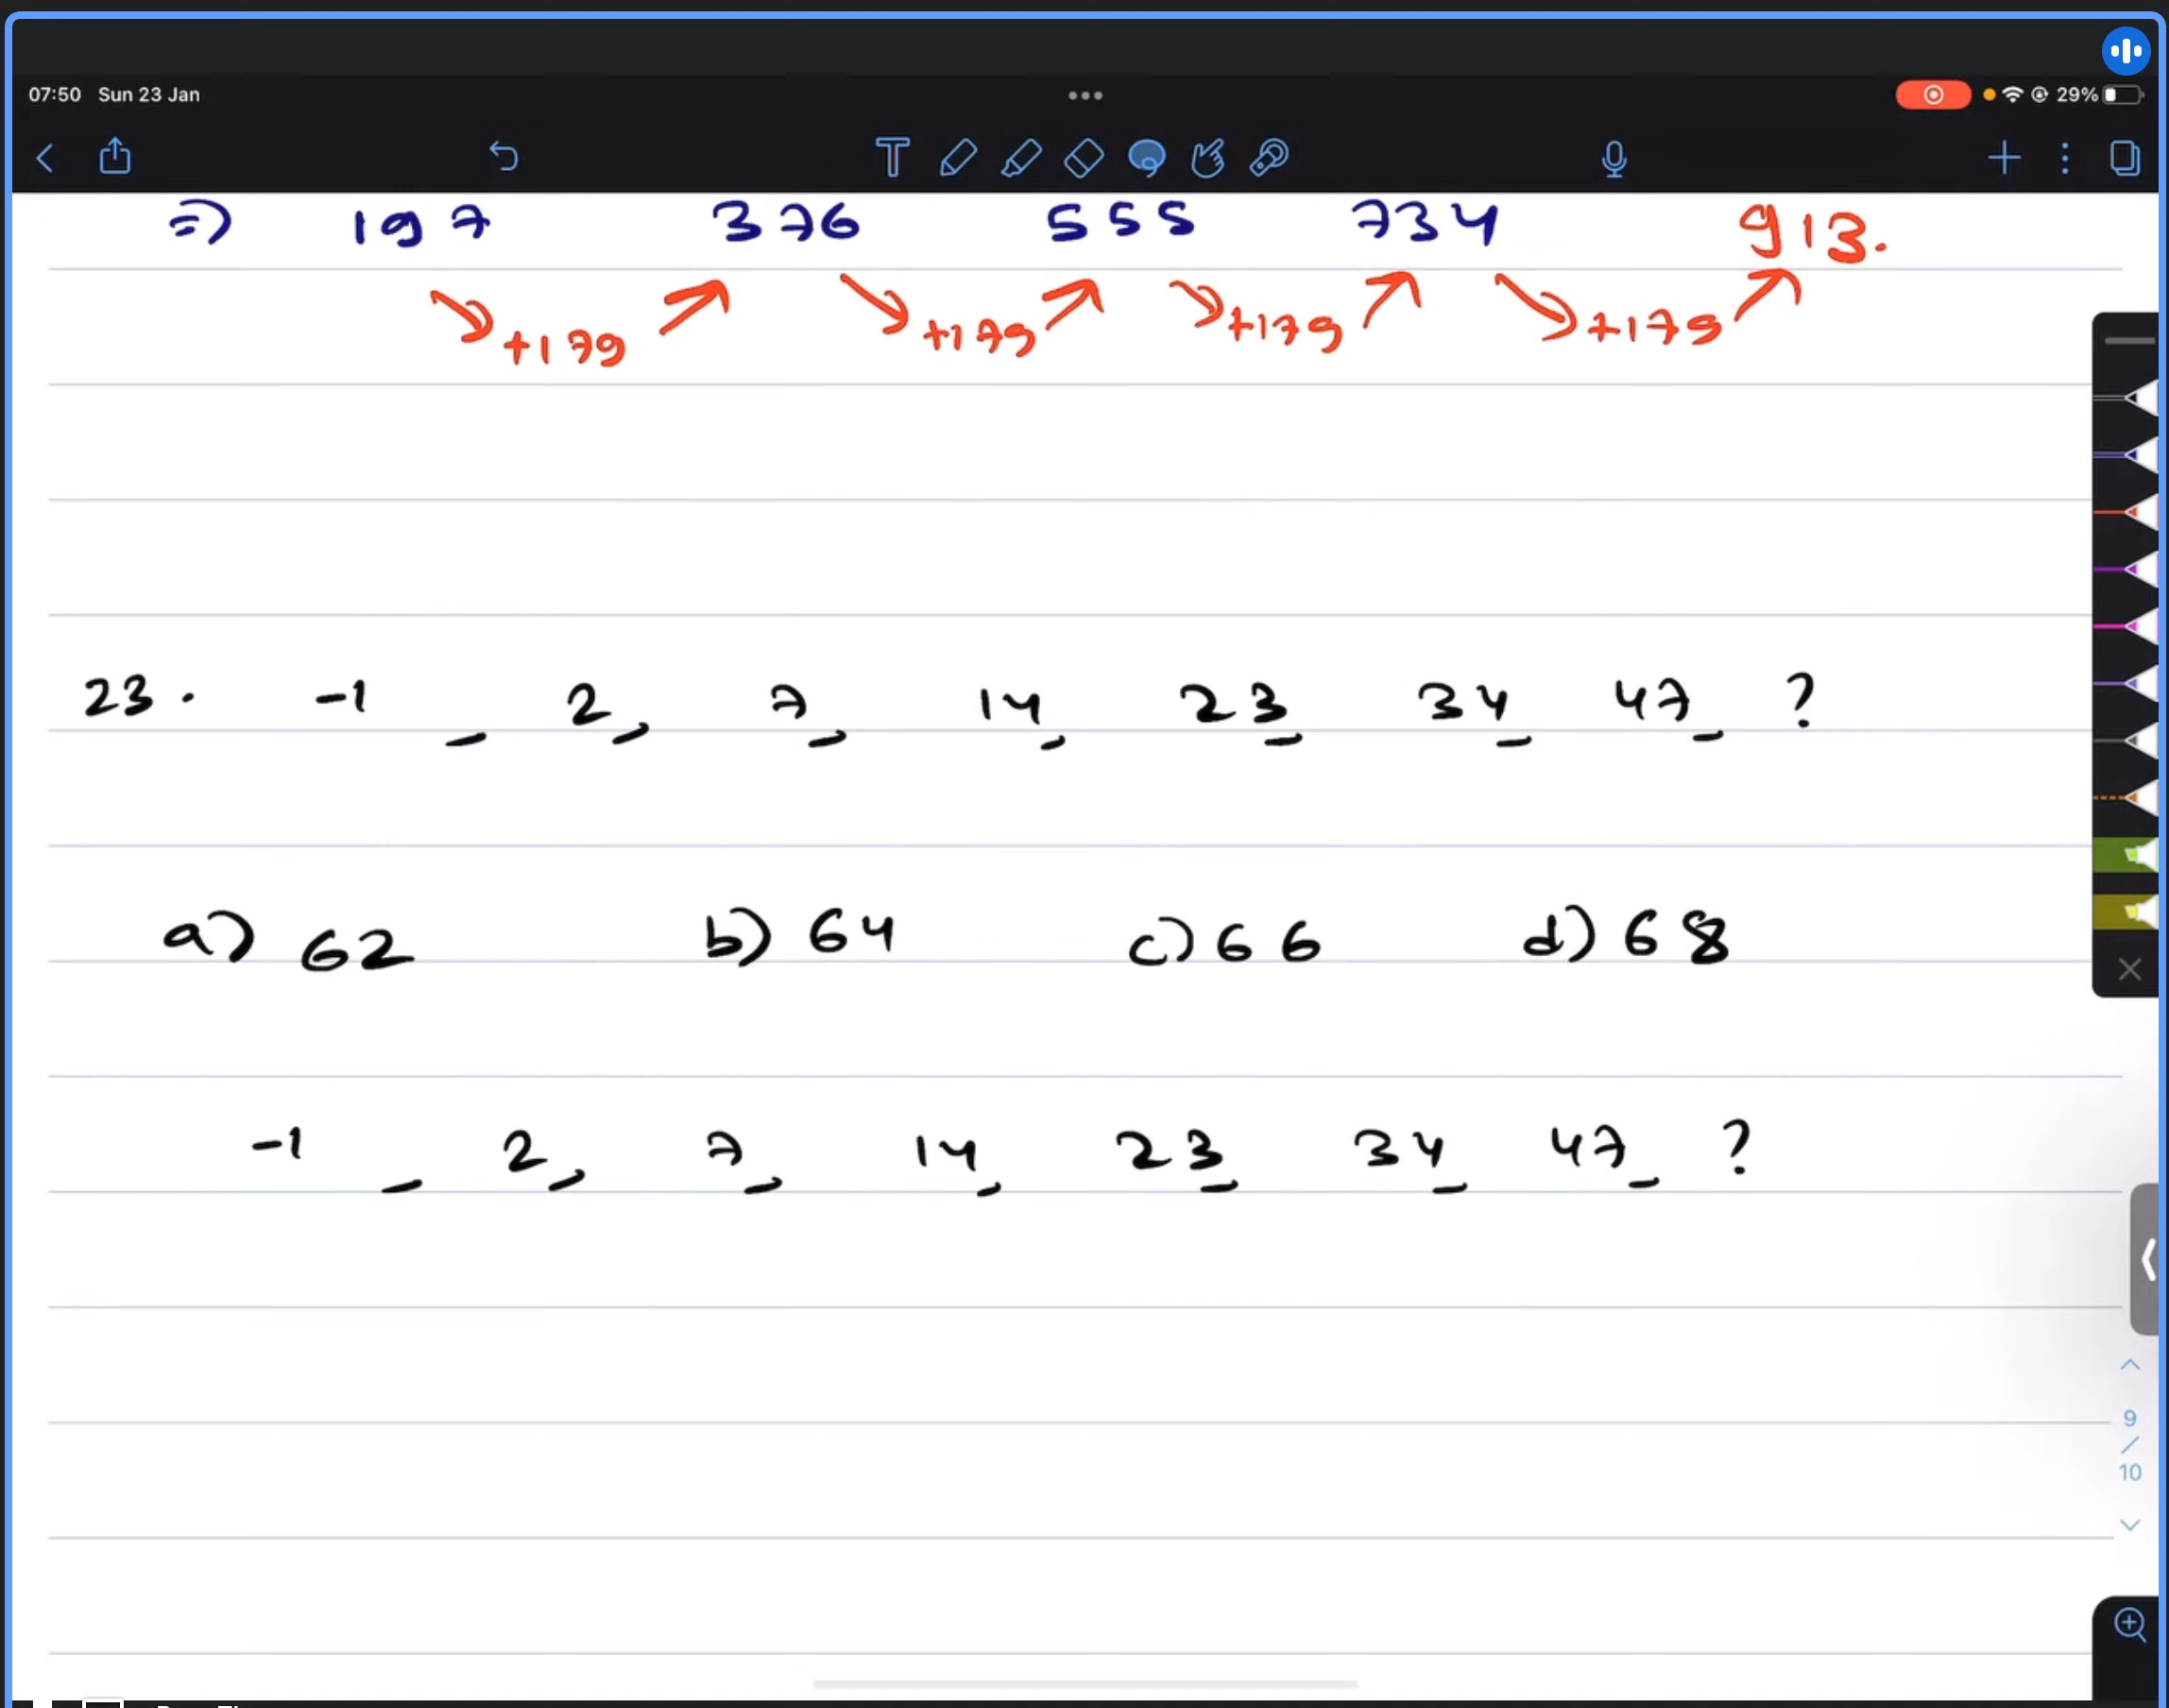 07:50 Sun 23 Jan 29%
T
=) 197 376 555 734 913.
+179 +179 +179 +179
23. -1 , 2, 7, 14, 23, 34, 47, ?
a) 62 b) 64 c) 66 d) 68
-1 , 2, 7, 14, 23, 34, 47, ?
9
/
10